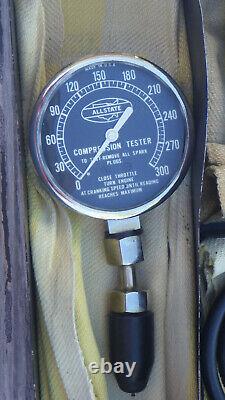 MADE IN U.S.A.
150 180
120 210
90 240
60 270
30 300
0
ALLSTATE
COMPRESSION TESTER
TO TEST-REMOVE ALL SPARK
PLUGS.
CLOSE THROTTLE
TURN ENGINE
AT CRANKING SPEED UNTIL READING
REACHES MAXIMUM